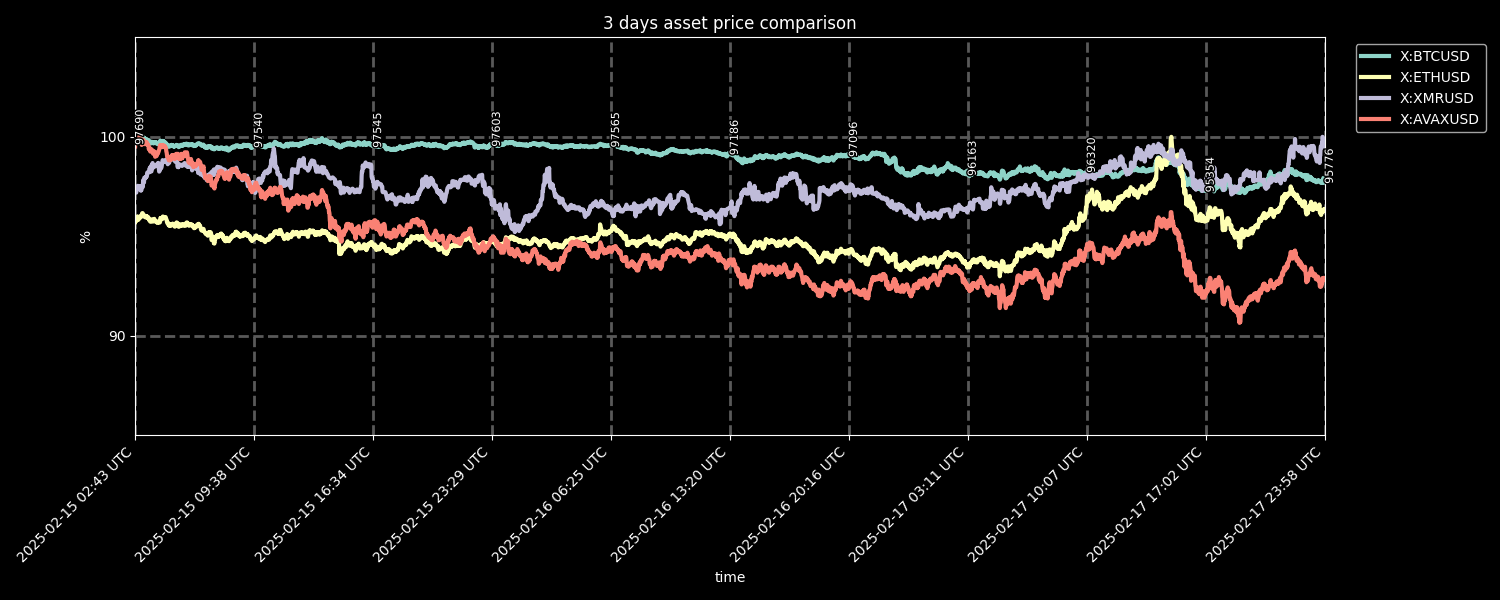 3 days asset price comparison
X:BTCUSD
X:ETHUSD
X:XMRUSD
X:AVAXUSD
97690
97540
97545
97603
97565
97186
97096
96163
96320
95354
95776
100
90
%
2025-02-15 02:43 UTC
2025-02-15 09:38 UTC
2025-02-15 16:34 UTC
2025-02-15 23:29 UTC
2025-02-16 06:25 UTC
2025-02-16 13:20 UTC
2025-02-16 20:16 UTC
2025-02-17 03:11 UTC
2025-02-17 10:07 UTC
2025-02-17 17:02 UTC
2025-02-17 23:58 UTC
time